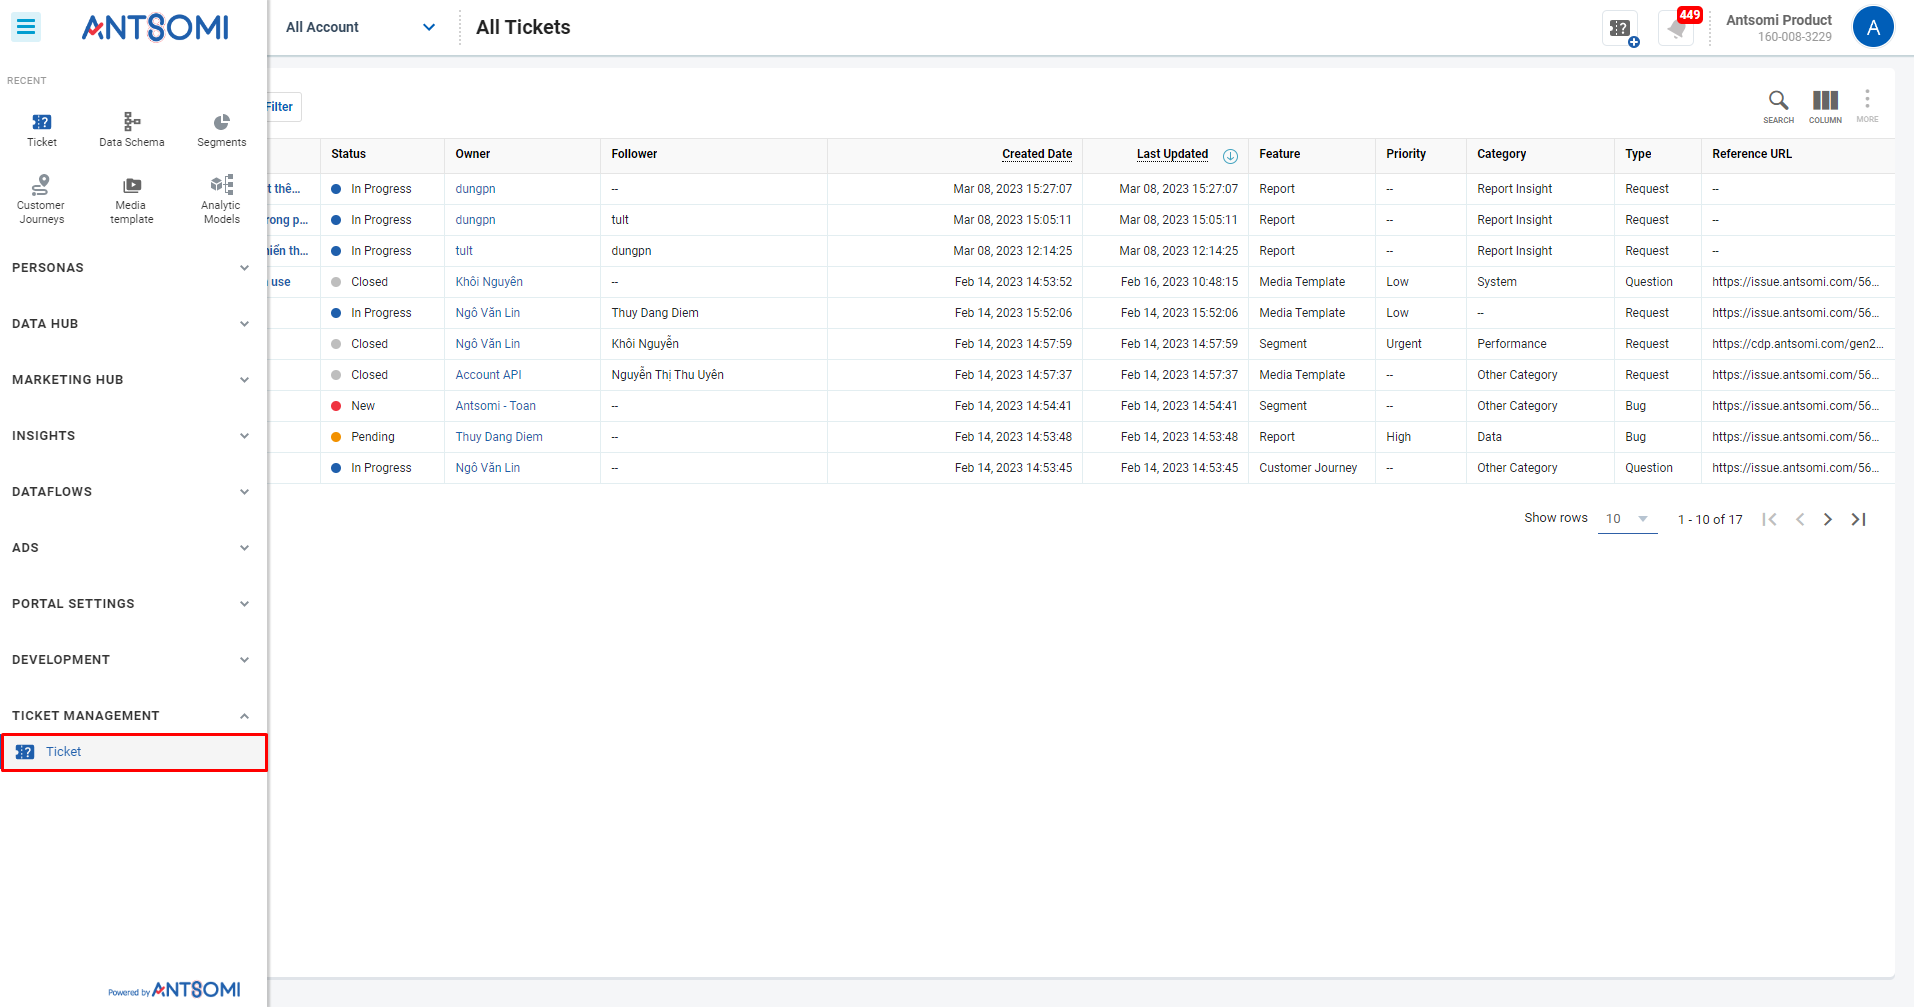 ANTSOMI
All Account
All Tickets
449
Antsomi Product
160-008-3229
A
RECENT
Ticket
Data Schema
Segments
Customer Journeys
Media template
Analytic Models
PERSONAS
DATA HUB
MARKETING HUB
INSIGHTS
DATAFLOWS
ADS
PORTAL SETTINGS
DEVELOPMENT
TICKET MANAGEMENT
Ticket
Powered by ANTSOMI
Filter
SEARCH
COLUMN
MORE
Status Owner Follower Created Date Last Updated Feature Priority Category Type Reference URL
t thê... In Progress dungpn -- Mar 08, 2023 15:27:07 Mar 08, 2023 15:27:07 Report -- Report Insight Request --
rong p... In Progress dungpn tult Mar 08, 2023 15:05:11 Mar 08, 2023 15:05:11 Report -- Report Insight Request --
iển th... In Progress tult dungpn Mar 08, 2023 12:14:25 Mar 08, 2023 12:14:25 Report -- Report Insight Request --
use Closed Khôi Nguyên -- Feb 14, 2023 14:53:52 Feb 16, 2023 10:48:15 Media Template Low System Question https://issue.antsomi.com/56...
In Progress Ngô Văn Lin Thuy Dang Diem Feb 14, 2023 15:52:06 Feb 14, 2023 15:52:06 Media Template Low -- Request https://issue.antsomi.com/56...
Closed Ngô Văn Lin Khôi Nguyễn Feb 14, 2023 14:57:59 Feb 14, 2023 14:57:59 Segment Urgent Performance Request https://cdp.antsomi.com/gen2...
Closed Account API Nguyễn Thị Thu Uyên Feb 14, 2023 14:57:37 Feb 14, 2023 14:57:37 Media Template -- Other Category Request https://issue.antsomi.com/56...
New Antsomi - Toan -- Feb 14, 2023 14:54:41 Feb 14, 2023 14:54:41 Segment -- Other Category Bug https://issue.antsomi.com/56...
Pending Thuy Dang Diem -- Feb 14, 2023 14:53:48 Feb 14, 2023 14:53:48 Report High Data Bug https://issue.antsomi.com/56...
In Progress Ngô Văn Lin -- Feb 14, 2023 14:53:45 Feb 14, 2023 14:53:45 Customer Journey -- Other Category Question https://issue.antsomi.com/56...
Show rows 10 1 - 10 of 17